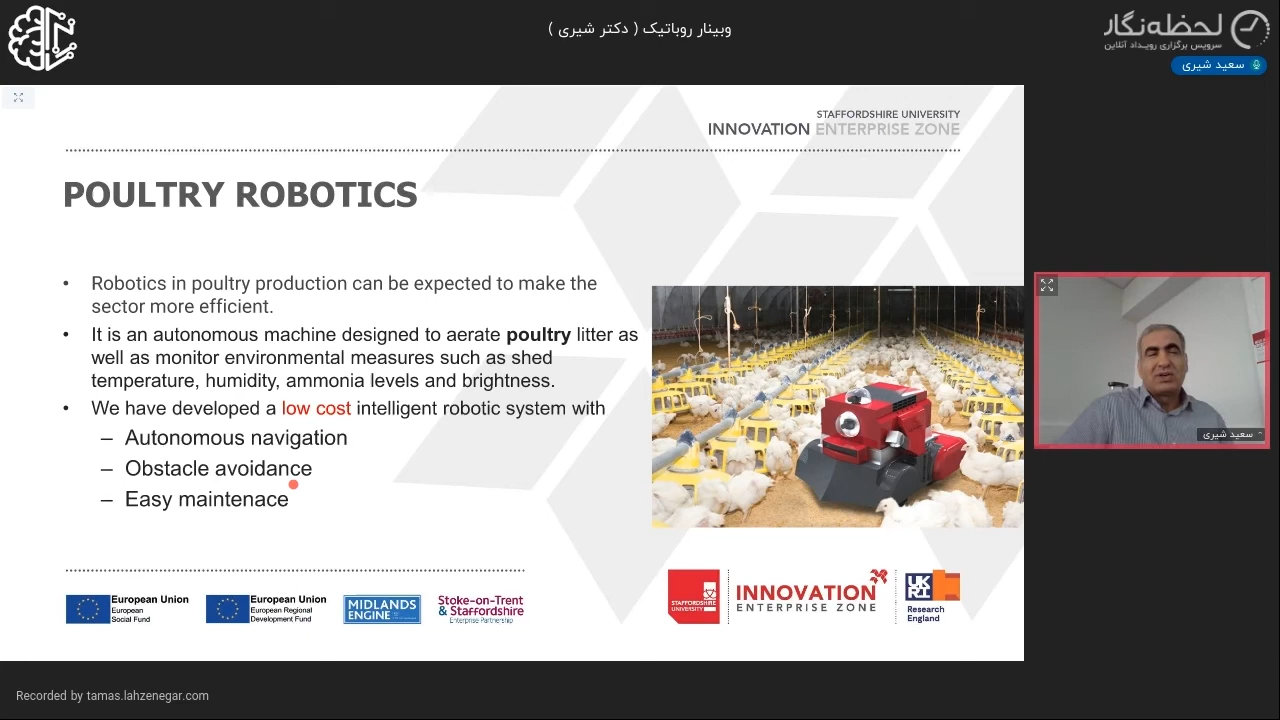 وبینار روباتیک ( دکتر شیری )
لحظه‌نگار
سرویس برگزاری رویـداد آنلاین
سعید شیری
STAFFORDSHIRE UNIVERSITY
INNOVATION ENTERPRISE ZONE
POULTRY ROBOTICS
• Robotics in poultry production can be expected to make the
sector more efficient.
• It is an autonomous machine designed to aerate poultry litter as
well as monitor environmental measures such as shed
temperature, humidity, ammonia levels and brightness.
• We have developed a low cost intelligent robotic system with
– Autonomous navigation
– Obstacle avoidance
– Easy maintenace
سعید شیری
European Union
European
Social Fund
European Union
European Regional
Development Fund
MIDLANDS
ENGINE
Stoke-on-Trent
& Staffordshire
Enterprise Partnership
STAFFORDSHIRE
UNIVERSITY
INNOVATION
ENTERPRISE ZONE
UK
RI
Research
England
Recorded by tamas.lahzenegar.com